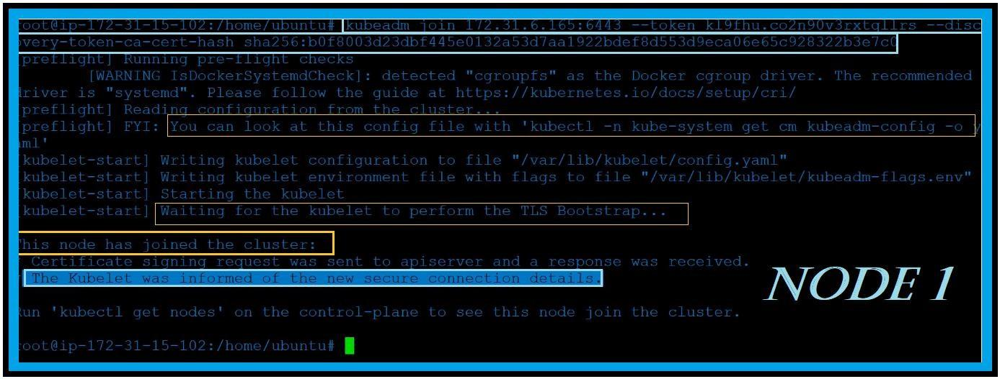 root@ip-172-31-15-102:/home/ubuntu# kubeadm join 172.31.6.165:6443 --token kl9fhu.co2n90v3rxtqllrs --disc
overy-token-ca-cert-hash sha256:b0f8003d23dbf445e0132a53d7aa1922bdef8d553d9eca06e65c928322b3e7c0
[preflight] Running pre-flight checks
[WARNING IsDockerSystemdCheck]: detected "cgroupfs" as the Docker cgroup driver. The recommended
driver is "systemd". Please follow the guide at https://kubernetes.io/docs/setup/cri/
[preflight] Reading configuration from the cluster...
[preflight] FYI: You can look at this config file with 'kubectl -n kube-system get cm kubeadm-config -o y
aml'
[kubelet-start] Writing kubelet configuration to file "/var/lib/kubelet/config.yaml"
[kubelet-start] Writing kubelet environment file with flags to file "/var/lib/kubelet/kubeadm-flags.env"
[kubelet-start] Starting the kubelet
[kubelet-start] Waiting for the kubelet to perform the TLS Bootstrap...
This node has joined the cluster:
Certificate signing request was sent to apiserver and a response was received.
The Kubelet was informed of the new secure connection details.
NODE 1
Run 'kubectl get nodes' on the control-plane to see this node join the cluster.
root@ip-172-31-15-102:/home/ubuntu#